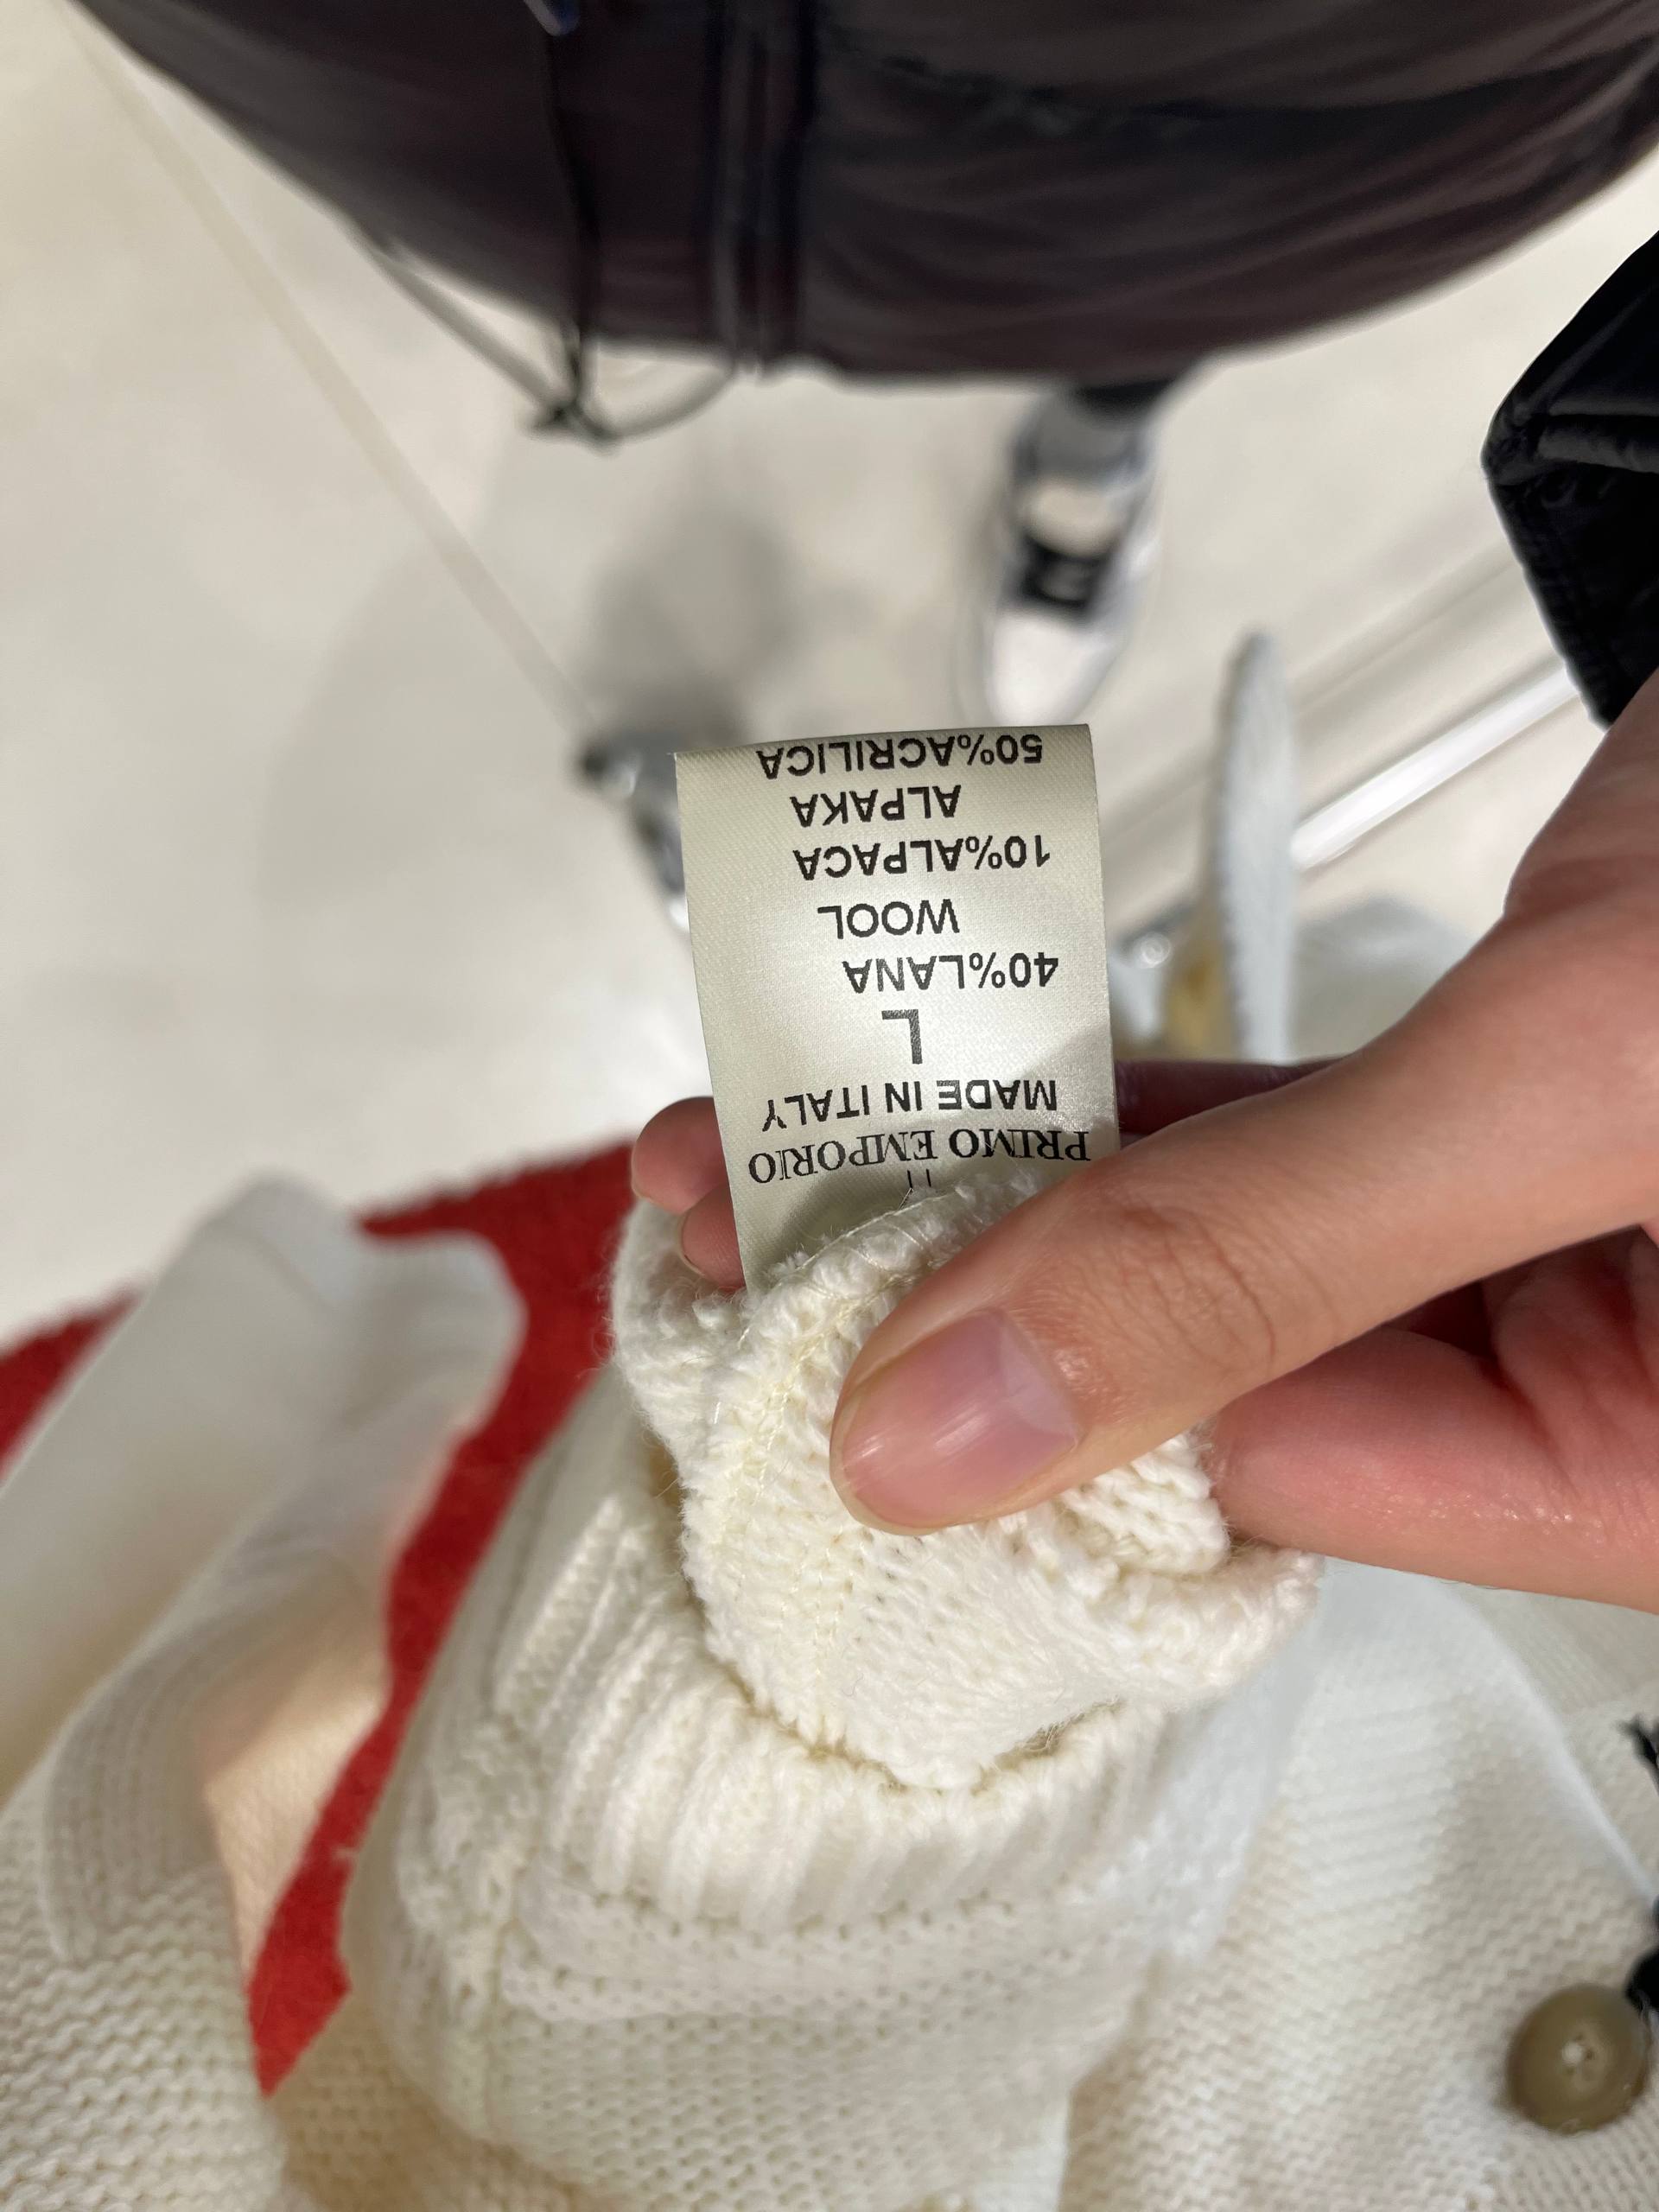 PRIMO EMPORIO
MADE IN ITALY
L
40%LANA
WOOL
10%ALPACA
ALPAKA
50%ACRILICA